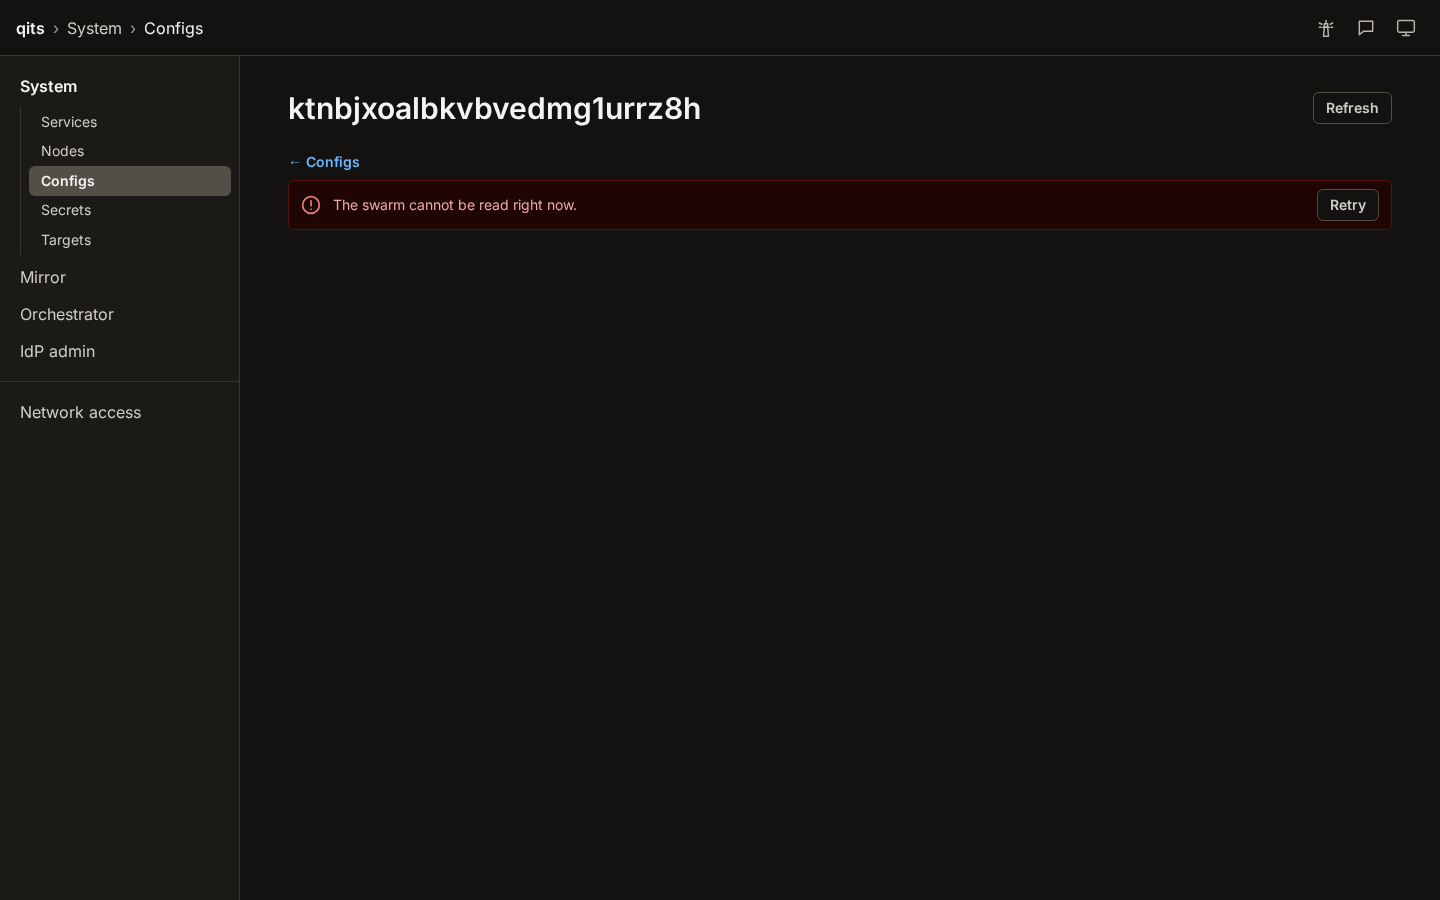 qits › System › Configs
System
Services
Nodes
Configs
Secrets
Targets
Mirror
Orchestrator
IdP admin
Network access
ktnbjxoalbkvbvedmg1urrz8h
Refresh
← Configs
The swarm cannot be read right now.
Retry